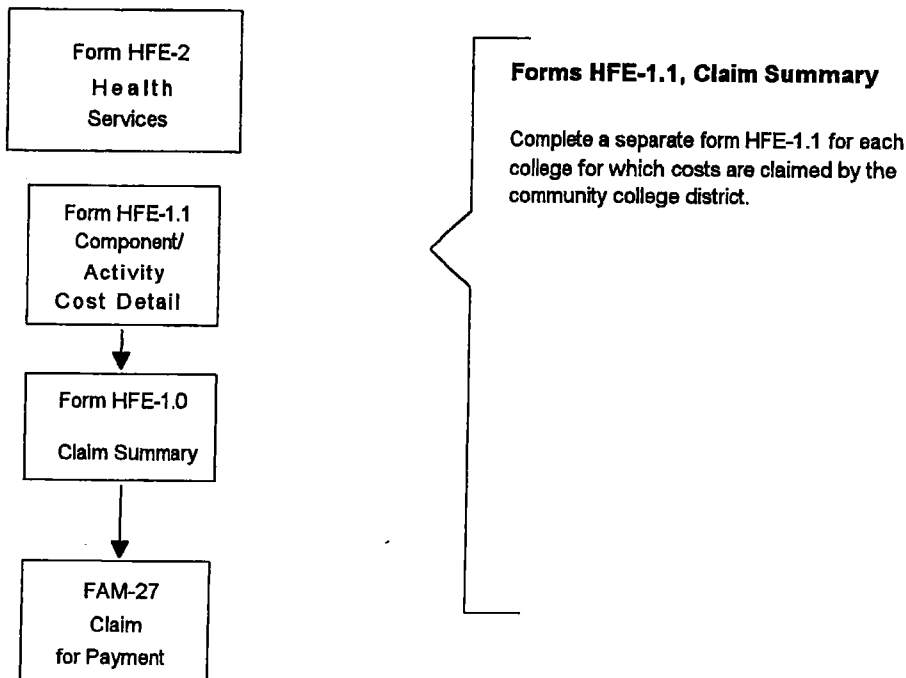 Form HFE-2
Health
Services
Form HFE-1.1
Component/
Activity
Cost Detail
Form HFE-1.0
Claim Summary
FAM-27
Claim
for Payment
Forms HFE-1.1, Claim Summary
Complete a separate form HFE-1.1 for each
college for which costs are claimed by the
community college district.